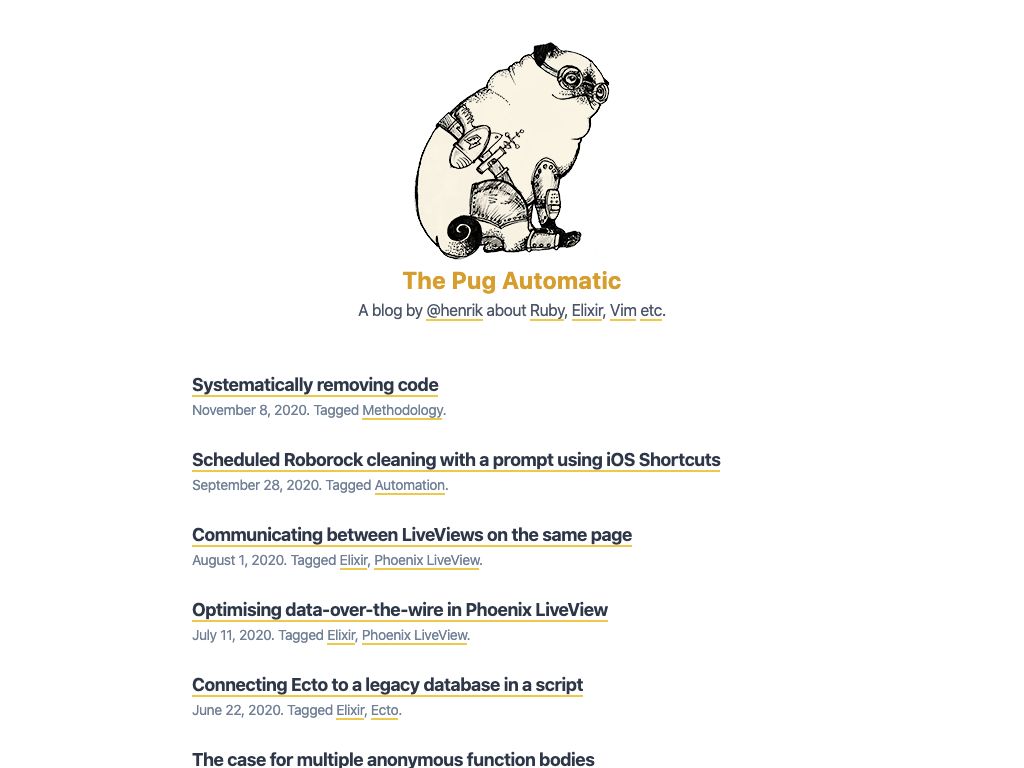 The Pug Automatic
A blog by @henrik about Ruby, Elixir, Vim etc.
Systematically removing code
November 8, 2020. Tagged Methodology.
Scheduled Roborock cleaning with a prompt using iOS Shortcuts
September 28, 2020. Tagged Automation.
Communicating between LiveViews on the same page
August 1, 2020. Tagged Elixir, Phoenix LiveView.
Optimising data-over-the-wire in Phoenix LiveView
July 11, 2020. Tagged Elixir, Phoenix LiveView.
Connecting Ecto to a legacy database in a script
June 22, 2020. Tagged Elixir, Ecto.
The case for multiple anonymous function bodies